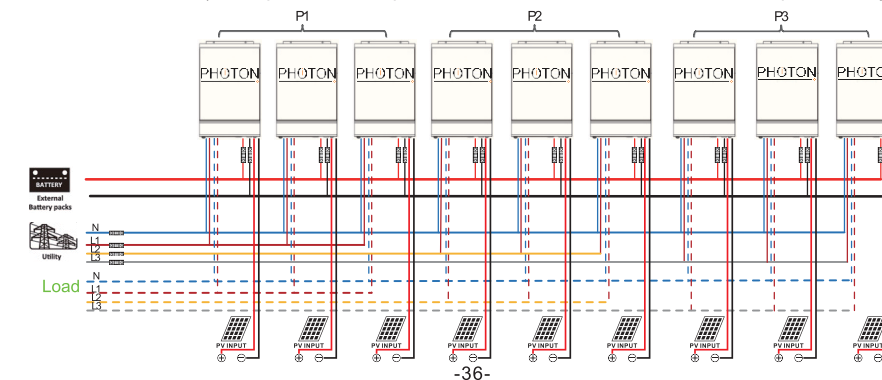 P1 P2 P3
PHOTON PHOTON PHOTON PHOTON PHOTON PHOTON PHOTON PHOTON PHOTO
BATTERY
External
Battery packs
N
L1
L2
L3
Utility
N
Load
L1
L2
L3
PV INPUT PV INPUT PV INPUT PV INPUT PV INPUT PV INPUT PV INPUT PV INPUT PV INPUT
-36-